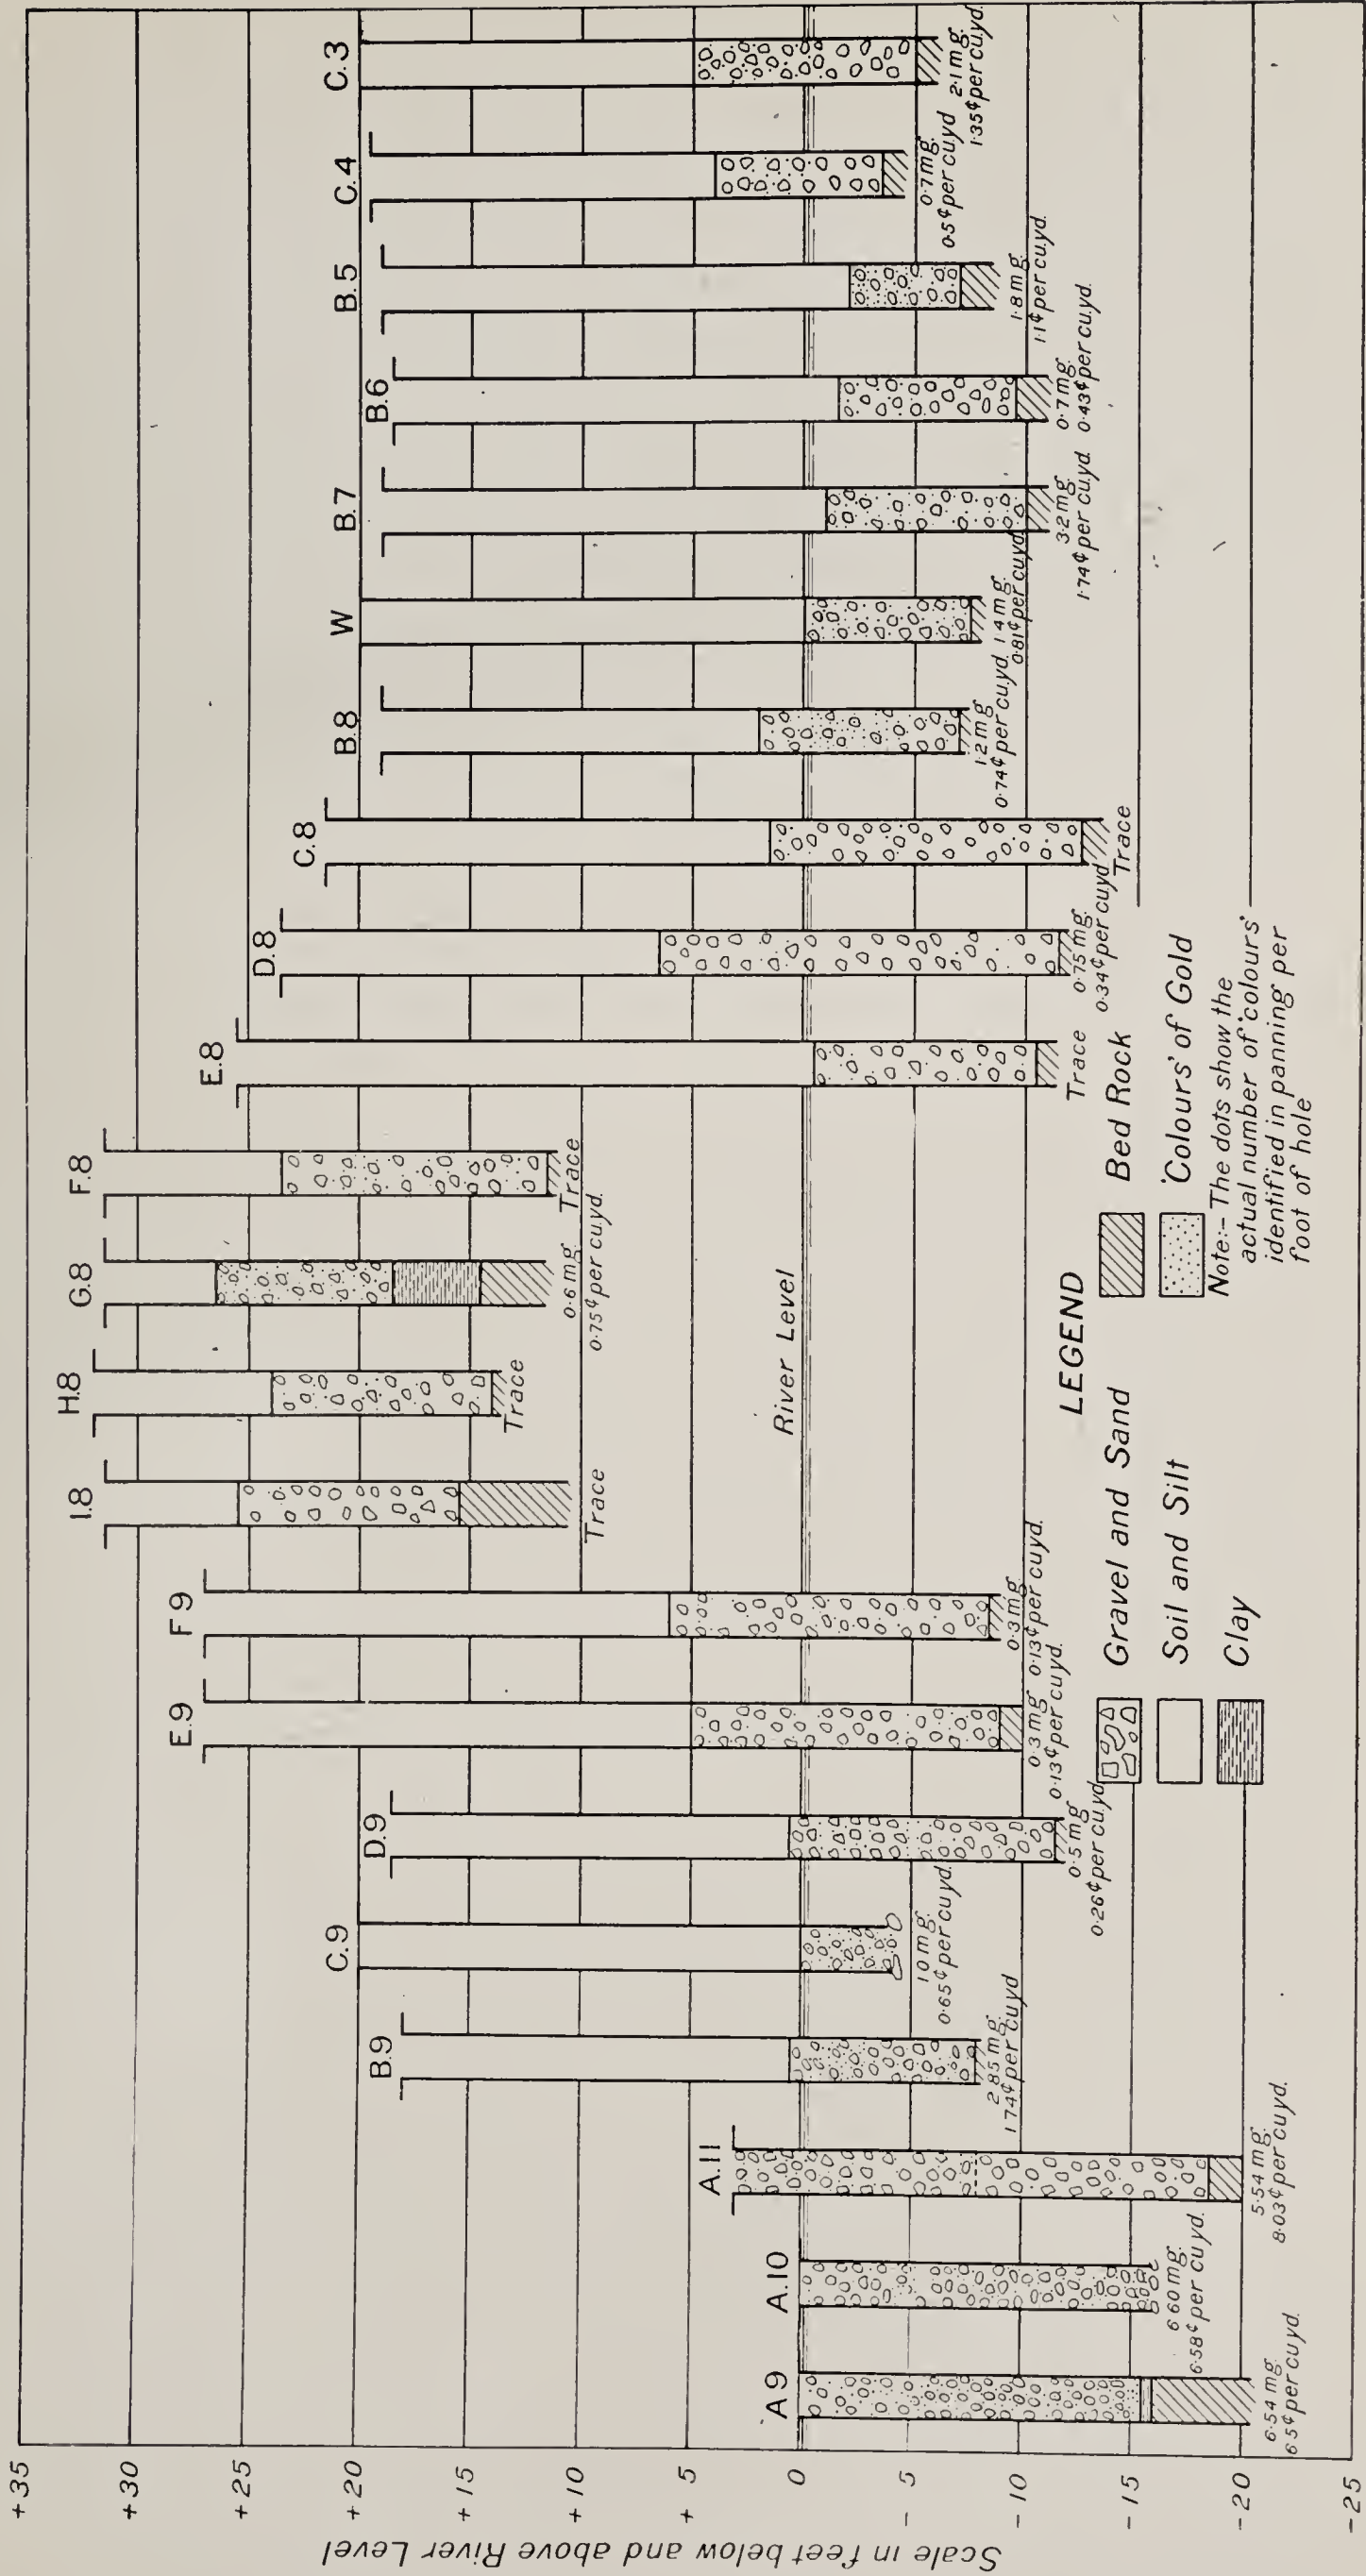 Scale in feet below and above River Level
+35
+30
+25
+20
+15
+10
+5
0
-5
-10
-15
-20
-25
A 9
6·54 mg.
6·5¢ per cu.yd.
A.10
6·60 mg.
6·58¢ per cu.yd.
A.11
5·54 mg.
8·03¢ per cu.yd.
B.9
2·85 mg.
1·74¢ per cu yd
C.9
1·0 mg.
0·65¢ per cu yd.
D.9
0·5 mg
0·26¢ per cu.yd.
E.9
0·3 mg
0·13¢ per cu.yd.
F 9
0·3 mg.
0·13¢ per cu.yd.
I.8
Trace
H.8
Trace
G.8
0·6 mg.
0·75¢ per cu.yd.
F.8
Trace
E.8
Trace
D.8
0·75 mg.
0·34¢ per cu yd
C.8
Trace
B.8
1·2 mg
0·74¢ per cu.yd.
W
1·4 mg.
0·81¢ per cu.yd.
B.7
3·2 mg
1·74¢ per cu yd
B.6
0·7 mg.
0·43¢ per cu.yd.
B.5
1·8 mg.
1·1¢ per cu.yd.
C.4
0·7 mg.
0·5¢ per cu yd
C.3
2·1 mg.
1·35¢ per cu.yd.
River Level
LEGEND
Gravel and Sand
Soil and Silt
Clay
Bed Rock
'Colours' of Gold
Note:- The dots show the
actual number of 'colours'
identified in panning per
foot of hole